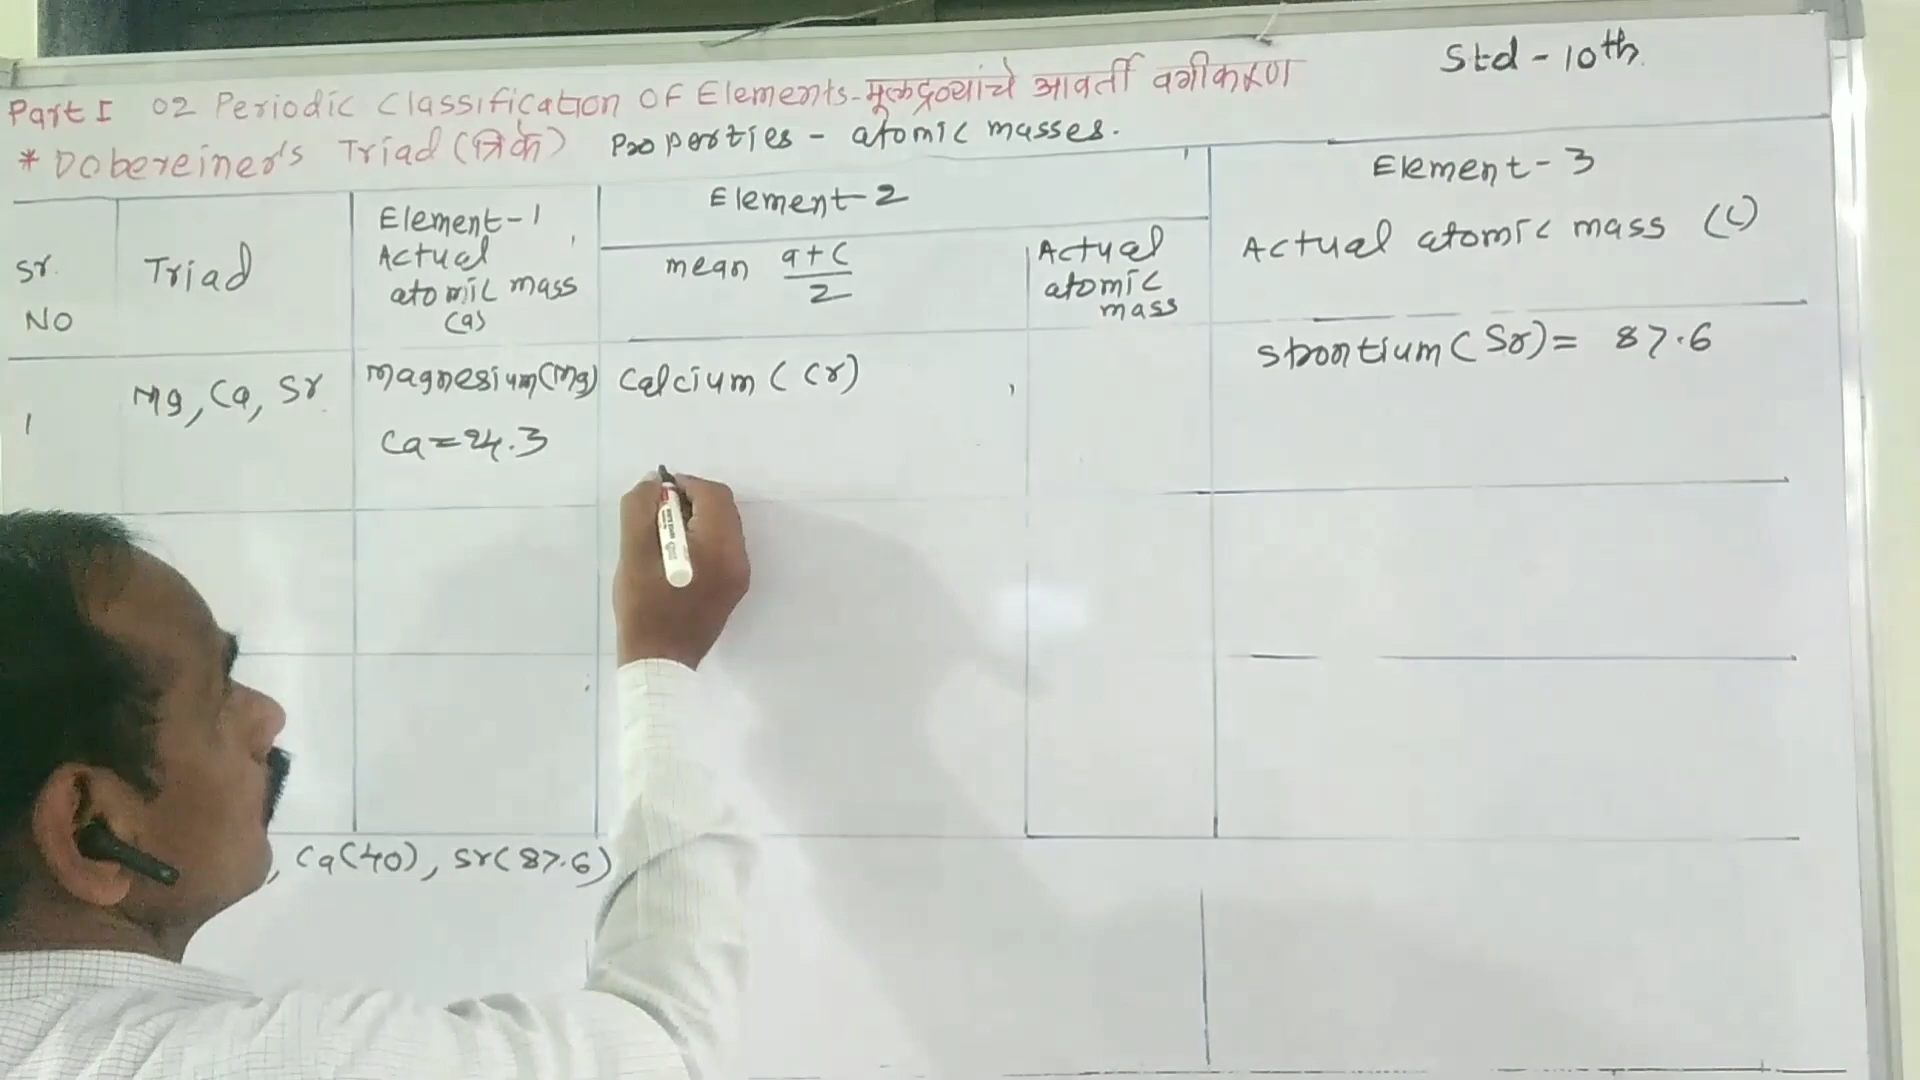 Std - 10th
Part I 02 Periodic Classification Of Elements - मूलद्रव्यांचे आवर्ती वर्गीकरण
* Dobereiner's Triad (त्रिके) Properties - atomic masses.
Sr. No
Triad
Element-1
Actual
atomic mass
(a)
Element-2
mean a+c/2
Actual
atomic
mass
Element-3
Actual atomic mass (c)
1
Mg, Ca, Sr
Magnesium(Mg)
Ca=24.3
Calcium (Cr)
Strontium (Sr) = 87.6
, Ca(40), Sr(87.6)